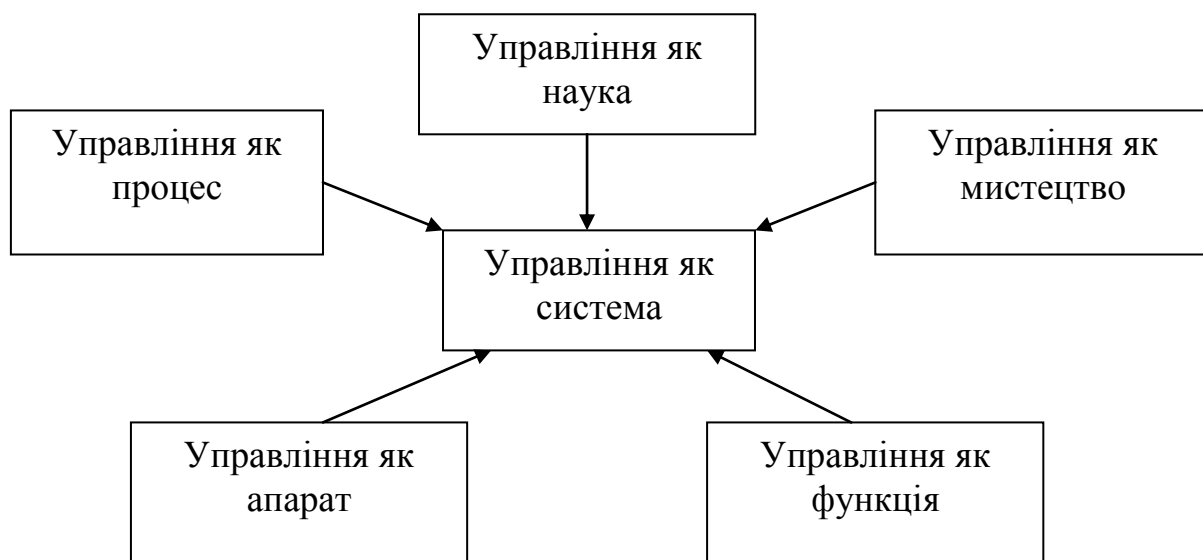 Управління як
наука
Управління як
процес
Управління як
мистецтво
Управління як
система
Управління як
апарат
Управління як
функція